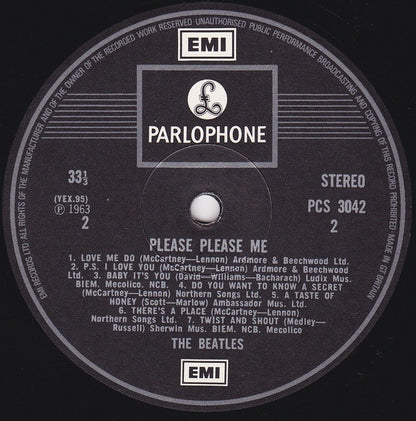 EMI RECORDS LTD ALL RIGHTS OF THE MANUFACTURER AND OF THE OWNER OF THE RECORDED WORK RESERVED·UNAUTHORISED PUBLIC PERFORMANCE BROADCASTING AND COPYING OF THIS RECORD PROHIBITED·MADE IN GT BRITAIN
EMI
£
PARLOPHONE
33⅓
STEREO
(YEX.95)
℗ 1963
2
PCS 3042
2
PLEASE PLEASE ME
1. LOVE ME DO (McCartney—Lennon) Ardmore & Beechwood Ltd.
2. P.S. I LOVE YOU (McCartney—Lennon) Ardmore & Beechwood
Ltd. 3. BABY IT'S YOU (David—Williams—Bacharach) Ludix Mus.
BIEM. Mecolico. NCB. 4. DO YOU WANT TO KNOW A SECRET
(McCartney—Lennon) Northern Songs Ltd. 5. A TASTE OF
HONEY (Scott—Marlow) Ambassador Mus. Ltd.
6. THERE'S A PLACE (McCartney—Lennon)
Northern Songs Ltd. 7. TWIST AND SHOUT (Medley—
Russell) Sherwin Mus. BIEM. NCB. Mecolico
THE BEATLES
EMI